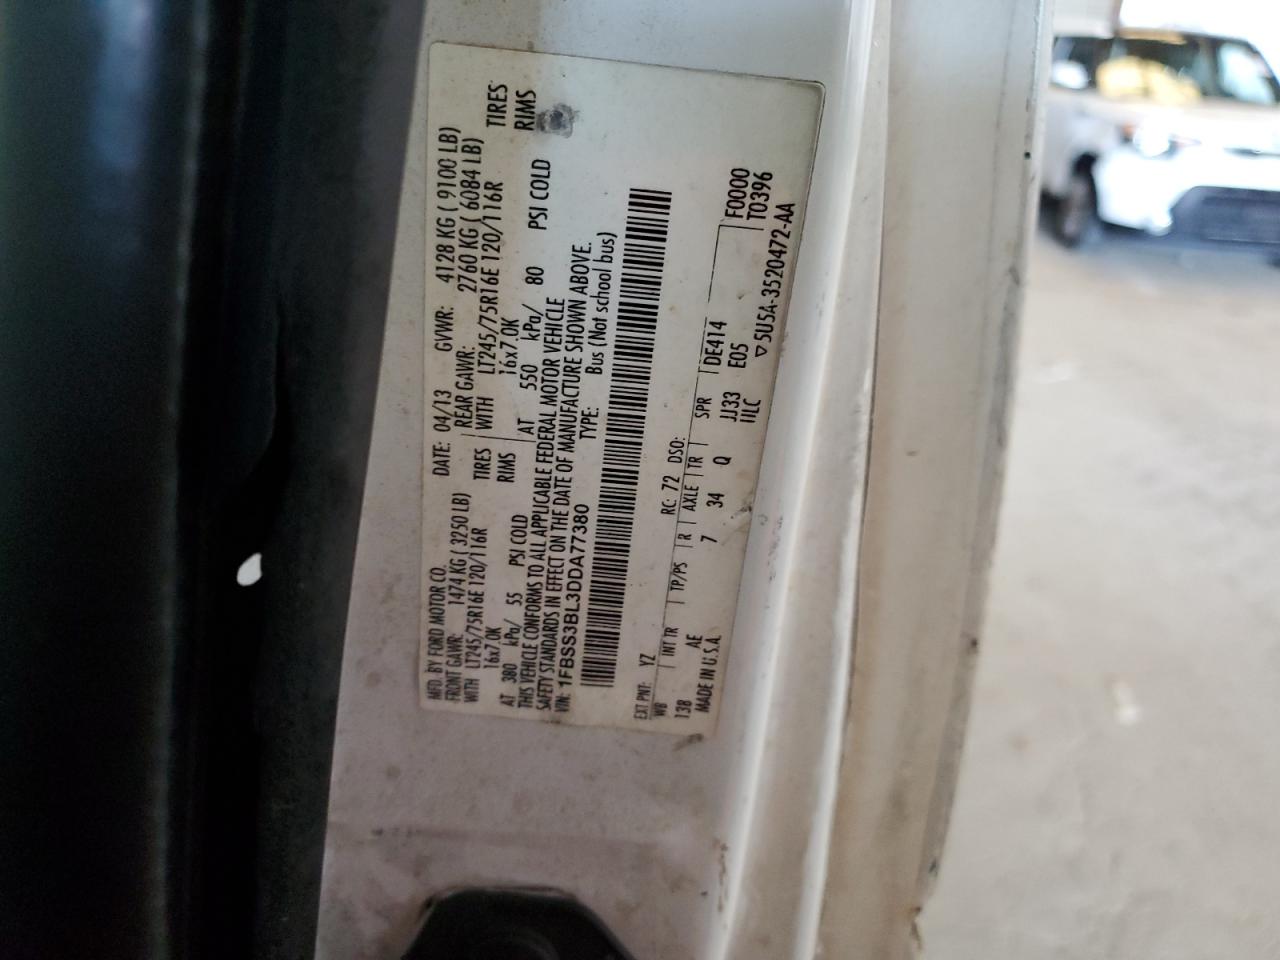 MFD. BY FORD MOTOR CO.
DATE: 04/13 GVWR: 4128 KG ( 9100 LB)
FRONT GAWR: 1474 KG ( 3250 LB)
REAR GAWR: 2760 KG ( 6084 LB)
WITH LT245/75R16E 120/116R TIRES
WITH LT245/75R16E 120/116R TIRES
16x7.0K RIMS
16x7.0K RIMS
AT 380 kPa/ 55 PSI COLD
AT 550 kPa/ 80 PSI COLD
THIS VEHICLE CONFORMS TO ALL APPLICABLE FEDERAL MOTOR VEHICLE
SAFETY STANDARDS IN EFFECT ON THE DATE OF MANUFACTURE SHOWN ABOVE.
VIN: 1FBSS3BL3DDA77380
TYPE: Bus (Not school bus)
EXT PNT: YZ RC: 72 DSO:
WB INT TR TP/PS R AXLE TR SPR DE414 F0000
138 AE 7 34 Q JJ33 E05 T0396
MADE IN U.S.A. IILC
▽5U5A-3520472-AA